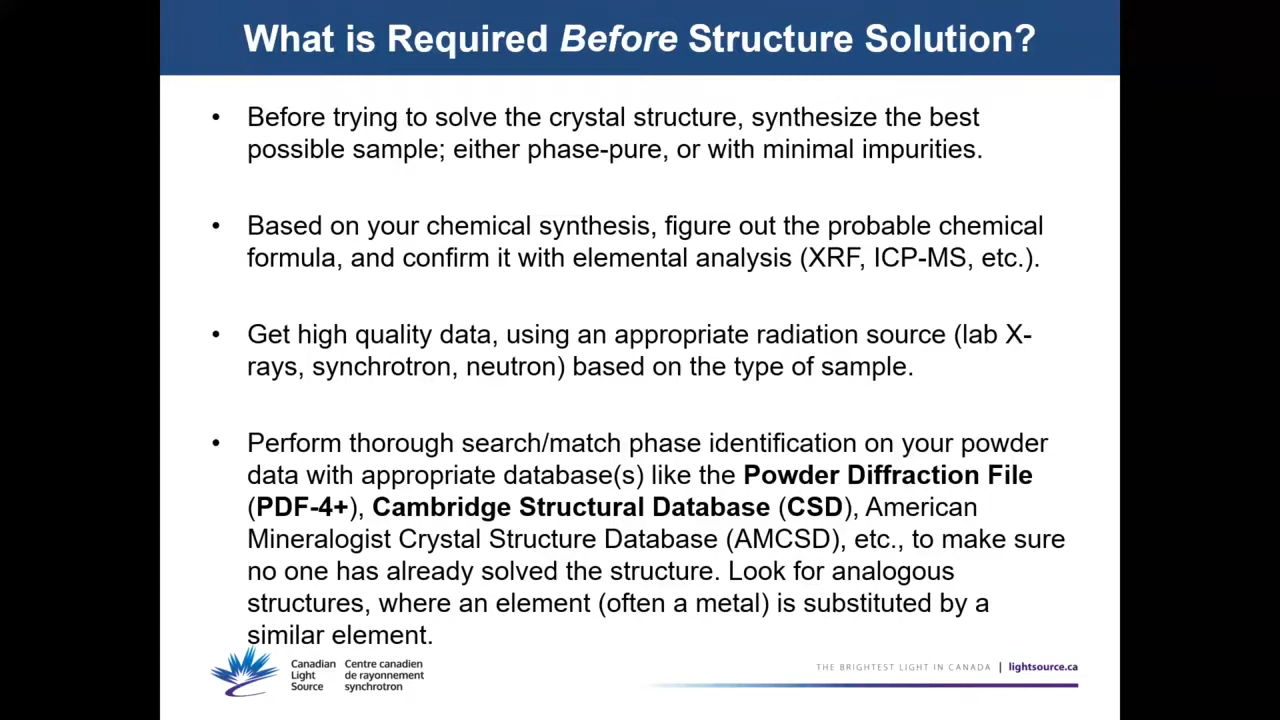 What is Required Before Structure Solution?
• Before trying to solve the crystal structure, synthesize the best
possible sample; either phase-pure, or with minimal impurities.
• Based on your chemical synthesis, figure out the probable chemical
formula, and confirm it with elemental analysis (XRF, ICP-MS, etc.).
• Get high quality data, using an appropriate radiation source (lab X-
rays, synchrotron, neutron) based on the type of sample.
• Perform thorough search/match phase identification on your powder
data with appropriate database(s) like the Powder Diffraction File
(PDF-4+), Cambridge Structural Database (CSD), American
Mineralogist Crystal Structure Database (AMCSD), etc., to make sure
no one has already solved the structure. Look for analogous
structures, where an element (often a metal) is substituted by a
similar element.
Canadian
Light
Source
Centre canadien
de rayonnement
synchrotron
THE BRIGHTEST LIGHT IN CANADA | lightsource.ca